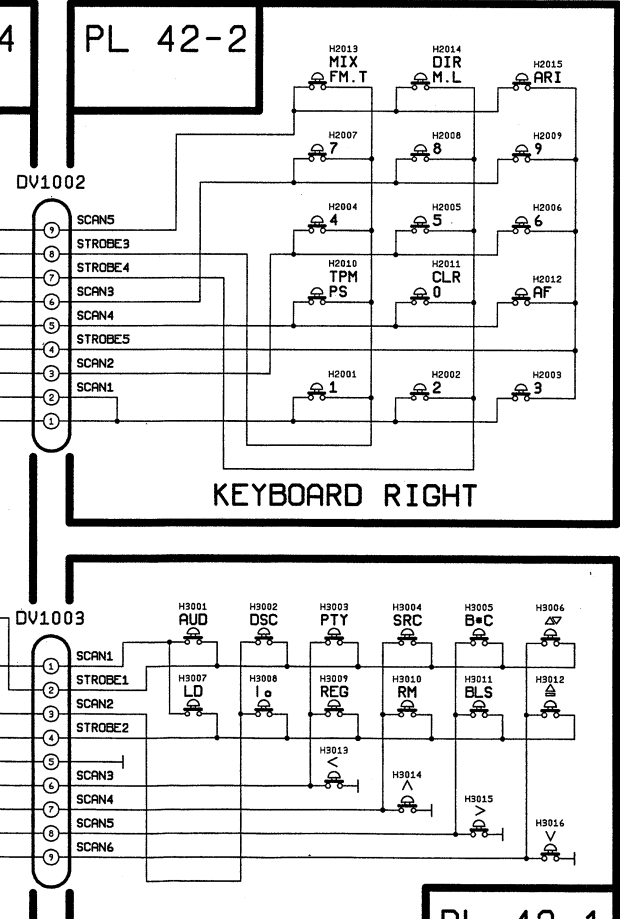 4
PL 42-2
H2013
MIX
FM.T
H2014
DIR
M.L
H2015
ARI
H2007
7
H2008
8
H2009
9
DV1002
H2004
4
H2005
5
H2006
6
9 SCAN5
8 STROBE3
7 STROBE4
6 SCAN3
5 SCAN4
4 STROBE5
3 SCAN2
2 SCAN1
1
H2010
TPM
PS
H2011
CLR
0
H2012
AF
H2001
1
H2002
2
H2003
3
KEYBOARD RIGHT
DV1003
H3001
AUD
H3002
DSC
H3003
PTY
H3004
SRC
H3005
B*C
H3006
1 SCAN1
2 STROBE1
3 SCAN2
4 STROBE2
5
6 SCAN3
7 SCAN4
8 SCAN5
9 SCAN6
H3007
LD
H3008
I o
H3009
REG
H3010
RM
H3011
BLS
H3012
H3013
<
H3014
^
H3015
>
H3016
V